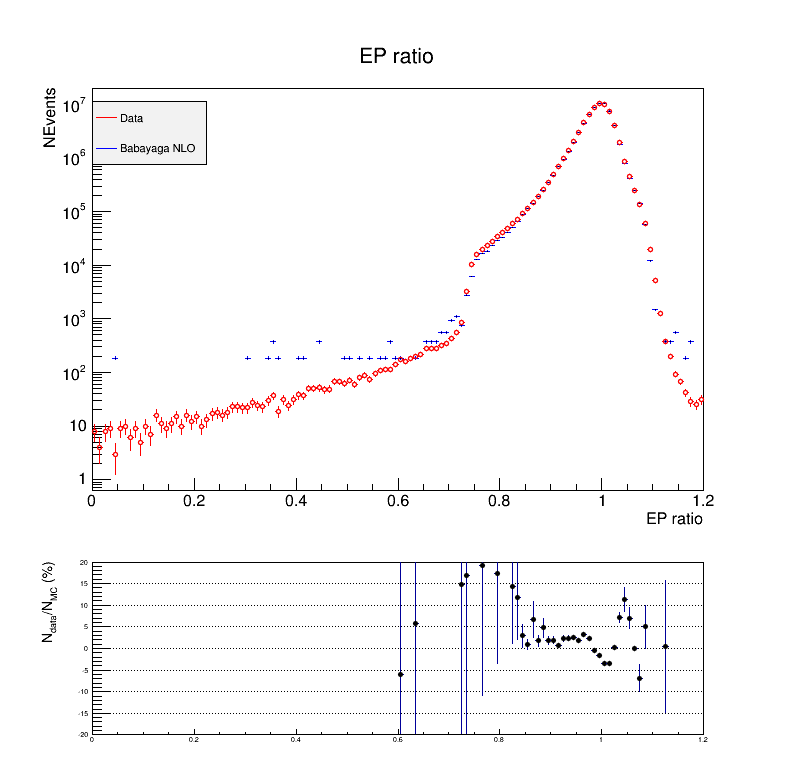 EP ratio
NEvents
10^7
10^6
10^5
10^4
10^3
10^2
10
1
Data
Babayaga NLO
0 0.2 0.4 0.6 0.8 1 1.2
EP ratio
N_data/N_MC (%)
20
15
10
5
0
-5
-10
-15
-20
0 0.2 0.4 0.6 0.8 1 1.2